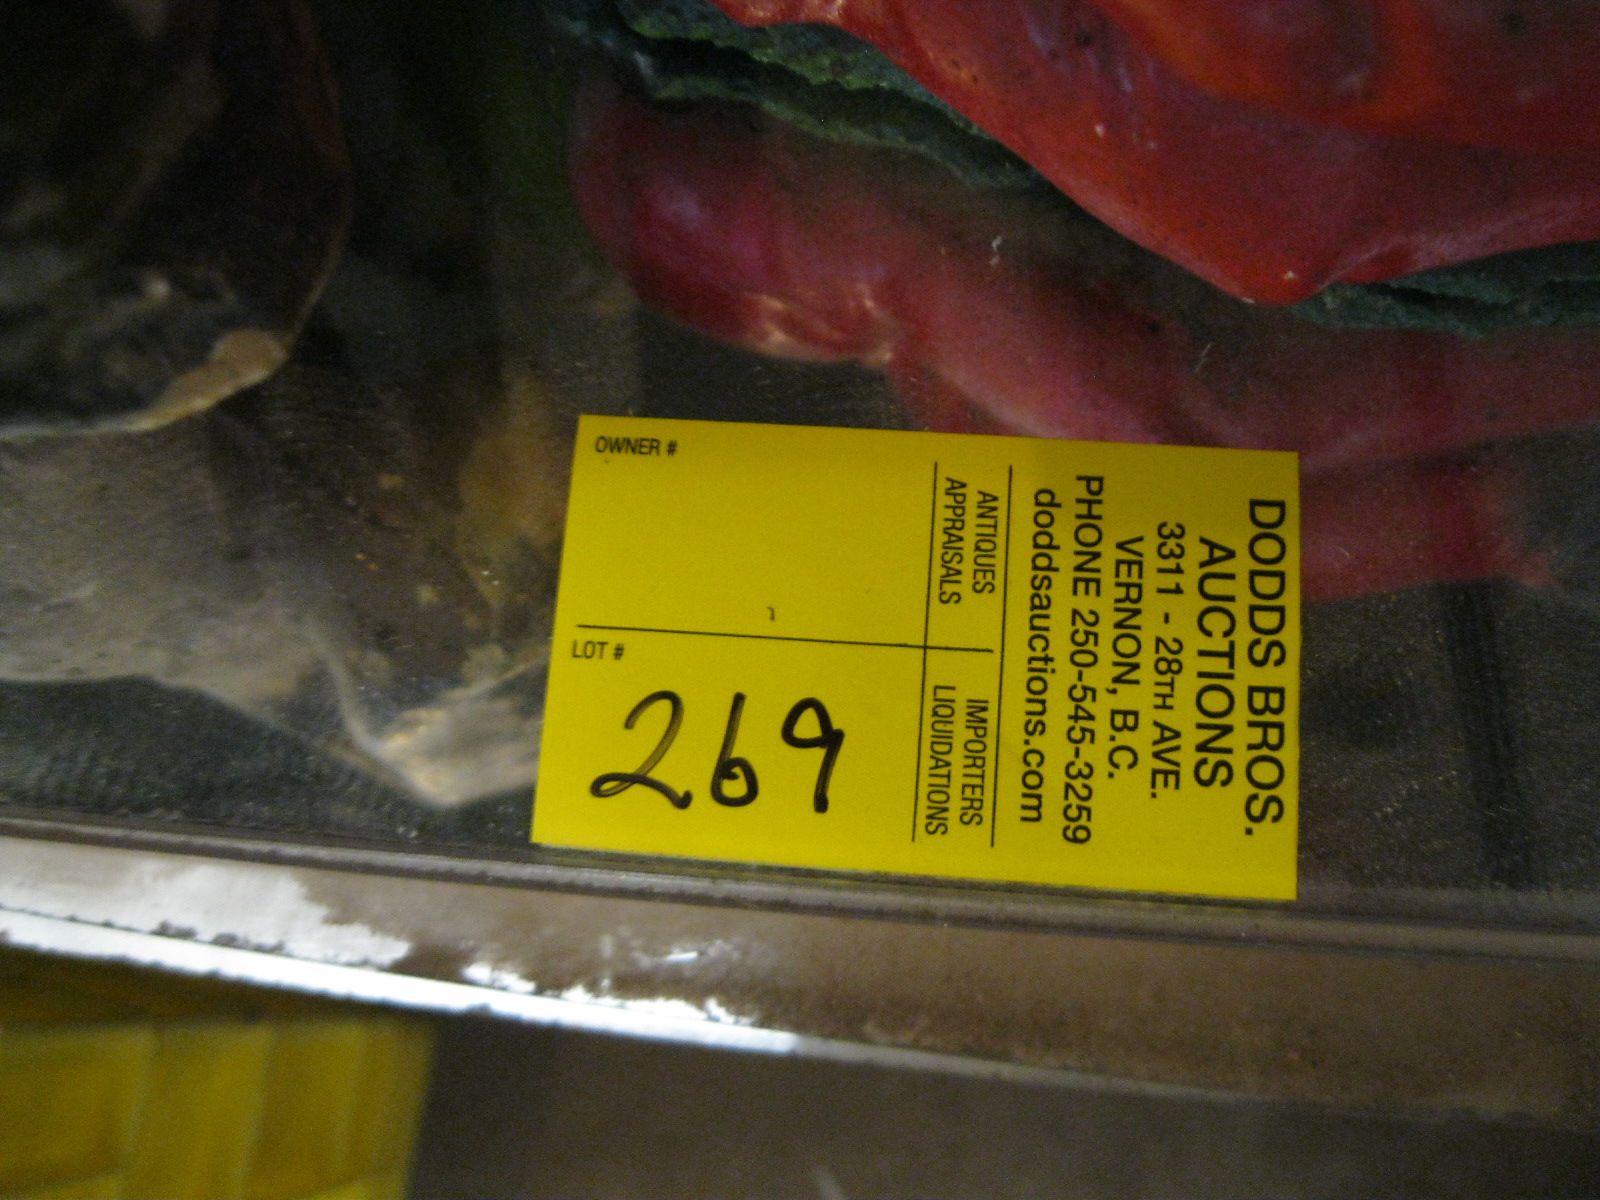 DODDS BROS.
AUCTIONS
3311 - 28TH AVE.
VERNON, B.C.
PHONE 250-545-3259
doddsauctions.com
ANTIQUES
APPRAISALS
IMPORTERS
LIQUIDATIONS
OWNER #
LOT #
269